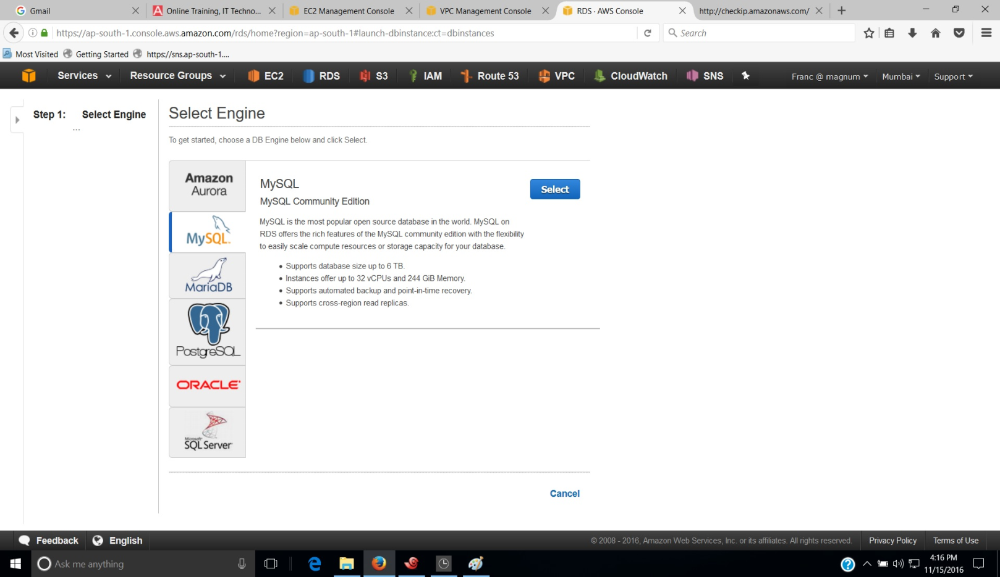 Gmail
Online Training, IT Techno...
EC2 Management Console
VPC Management Console
RDS · AWS Console
http://checkip.amazonaws.com/
https://ap-south-1.console.aws.amazon.com/rds/home?region=ap-south-1#launch-dbinstance:ct=dbinstances
Search
Most Visited
Getting Started
https://sns.ap-south-1....
Services
Resource Groups
EC2
RDS
S3
IAM
Route 53
VPC
CloudWatch
SNS
Franc @ magnum
Mumbai
Support
Step 1: Select Engine
...
Select Engine
To get started, choose a DB Engine below and click Select.
Amazon
Aurora
MySQL
MariaDB
PostgreSQL
ORACLE
Microsoft
SQL Server
MySQL
Select
MySQL Community Edition
MySQL is the most popular open source database in the world. MySQL on
RDS offers the rich features of the MySQL community edition with the flexibility
to easily scale compute resources or storage capacity for your database.
• Supports database size up to 6 TB.
• Instances offer up to 32 vCPUs and 244 GiB Memory.
• Supports automated backup and point-in-time recovery.
• Supports cross-region read replicas.
Cancel
Feedback
English
© 2008 - 2016, Amazon Web Services, Inc. or its affiliates. All rights reserved.
Privacy Policy
Terms of Use
Ask me anything
4:16 PM
11/15/2016